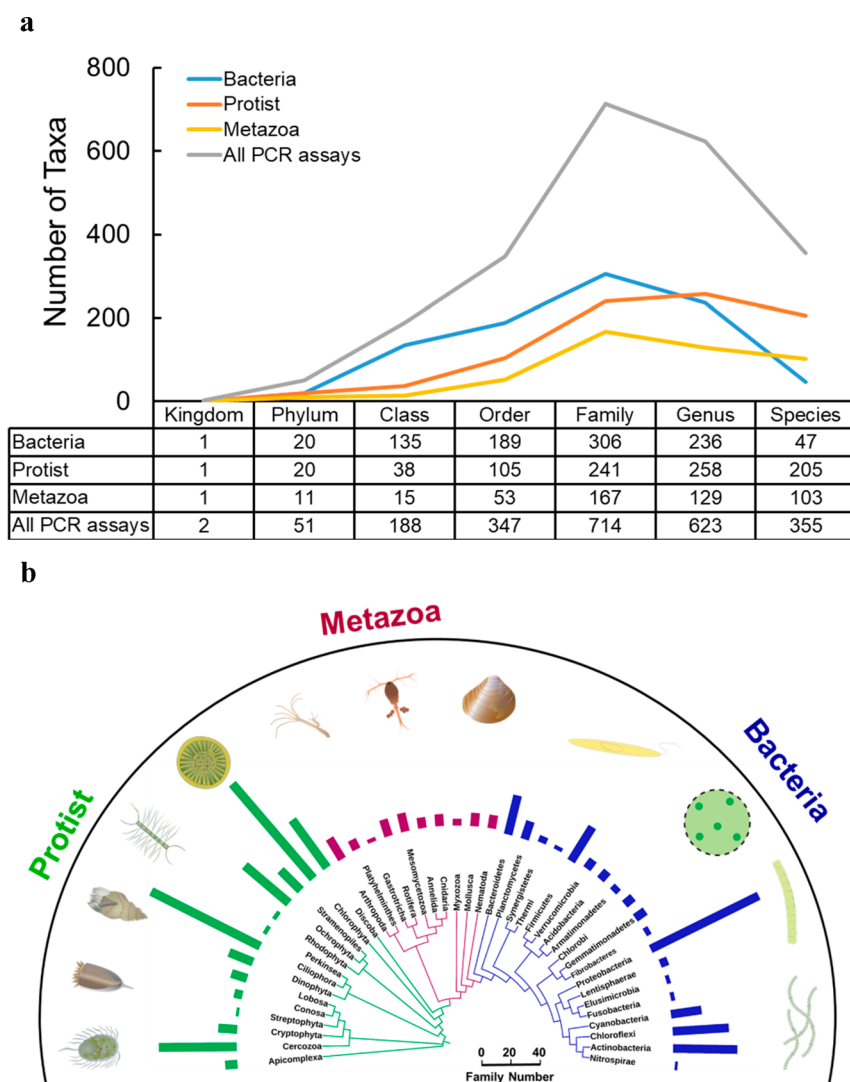 a
800
600
400
200
0
Number of Taxa
Bacteria
Protist
Metazoa
All PCR assays
Kingdom Phylum Class Order Family Genus Species
Bacteria 1 20 135 189 306 236 47
Protist 1 20 38 105 241 258 205
Metazoa 1 11 15 53 167 129 103
All PCR assays 2 51 188 347 714 623 355
b
Metazoa
Protist
Bacteria
Apicomplexa
Cercozoa
Cryptophyta
Streptophyta
Conosa
Lobosa
Dinophyta
Ciliophora
Perkinsea
Rhodophyta
Ochrophyta
Stramenopiles
Chlorophyta
Discoba
Arthropoda
Platyhelminthes
Gastrotricha
Rotifera
Mesomycetozoa
Annelida
Cnidaria
Myxozoa
Mollusca
Nematoda
Bacteroidetes
Planctomycetes
Synergistetes
Thermi
Firmicutes
Verrucomicrobia
Acidobacteria
Armatimonadetes
Chlorobi
Gemmatimonadetes
Fibrobacteres
Proteobacteria
Lentisphaerae
Elusimicrobia
Fusobacteria
Cyanobacteria
Chloroflexi
Actinobacteria
Nitrospirae
0 20 40
Family Number